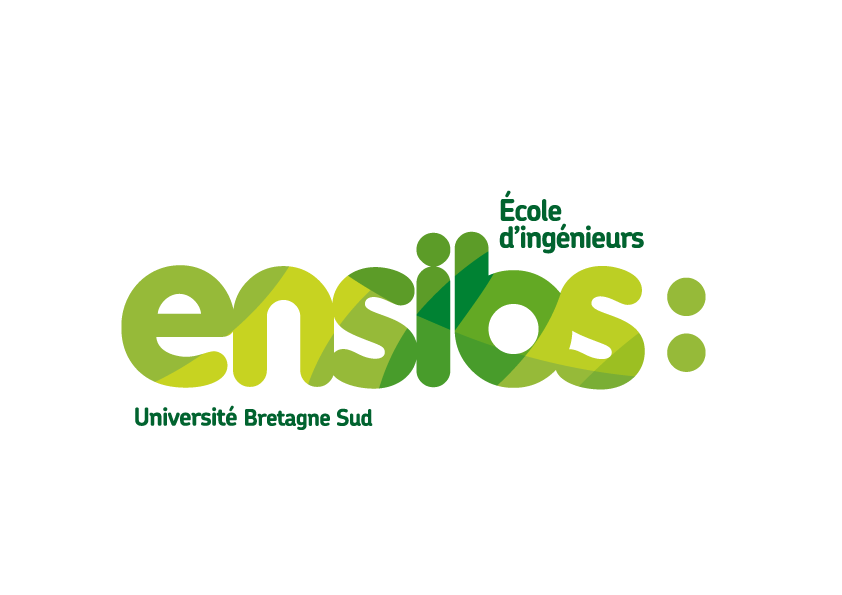 École
d'ingénieurs
ensibs:
Université Bretagne Sud